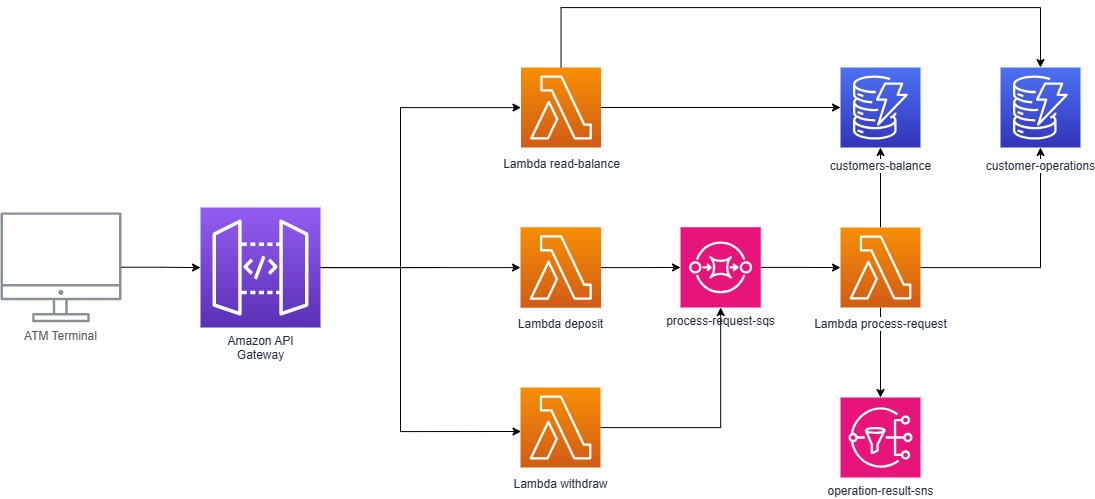 Lambda read-balance
customers-balance
customer-operations
ATM Terminal
Amazon API
Gateway
Lambda deposit
process-request-sqs
Lambda process-request
Lambda withdraw
operation-result-sns